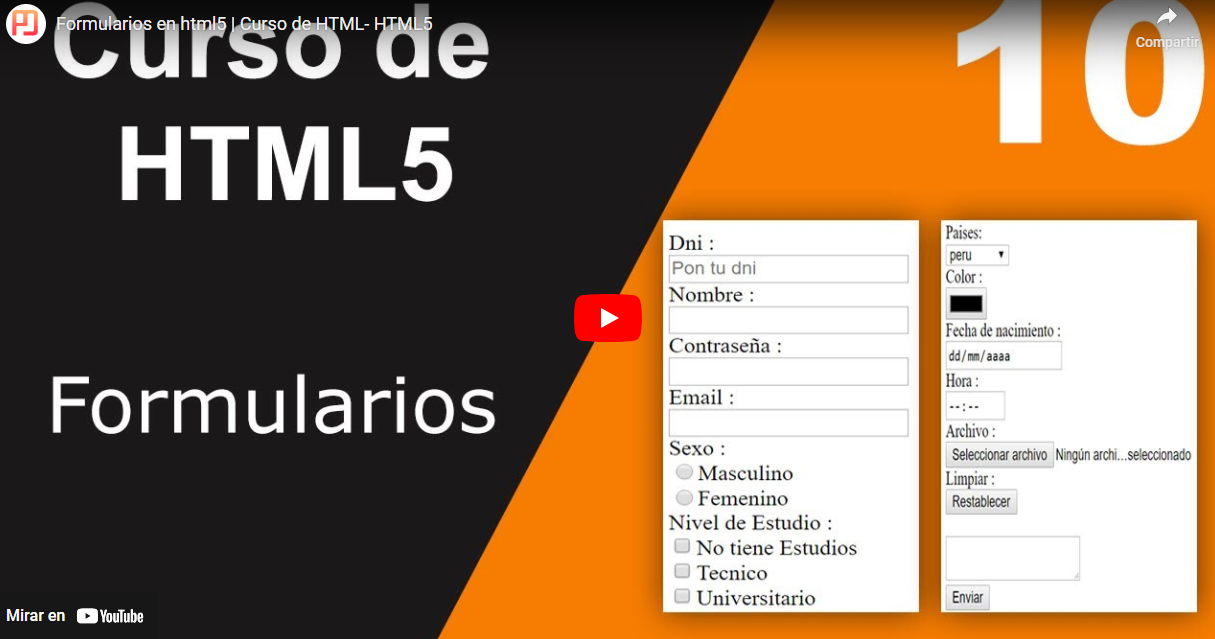 Formularios en html5 | Curso de HTML- HTML5
Compartir
Curso de
HTML5
10
Formularios
Dni :
Pon tu dni
Nombre :
Contraseña :
Email :
Sexo :
Masculino
Femenino
Nivel de Estudio :
No tiene Estudios
Tecnico
Universitario
Paises:
peru
Color :
Fecha de nacimiento :
dd/mm/aaaa
Hora :
--:--
Archivo :
Seleccionar archivo Ningún archi...seleccionado
Limpiar :
Restablecer
Enviar
Mirar en YouTube